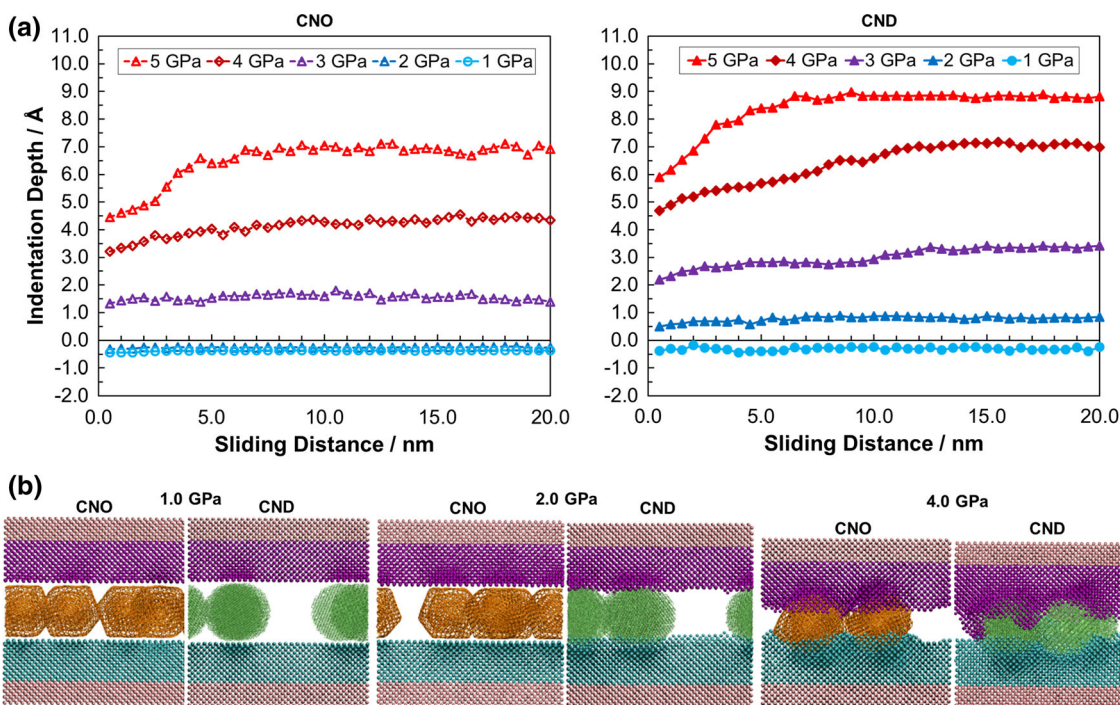 (a)
CNO
CND
11.0
10.0
9.0
8.0
7.0
6.0
5.0
4.0
3.0
2.0
1.0
0.0
-1.0
-2.0
Indentation Depth / Å
5 GPa 4 GPa 3 GPa 2 GPa 1 GPa
0.0 5.0 10.0 15.0 20.0
Sliding Distance / nm
11.0
10.0
9.0
8.0
7.0
6.0
5.0
4.0
3.0
2.0
1.0
0.0
-1.0
-2.0
5 GPa 4 GPa 3 GPa 2 GPa 1 GPa
0.0 5.0 10.0 15.0 20.0
Sliding Distance / nm
(b)
1.0 GPa 2.0 GPa 4.0 GPa
CNO CND CNO CND CNO CND